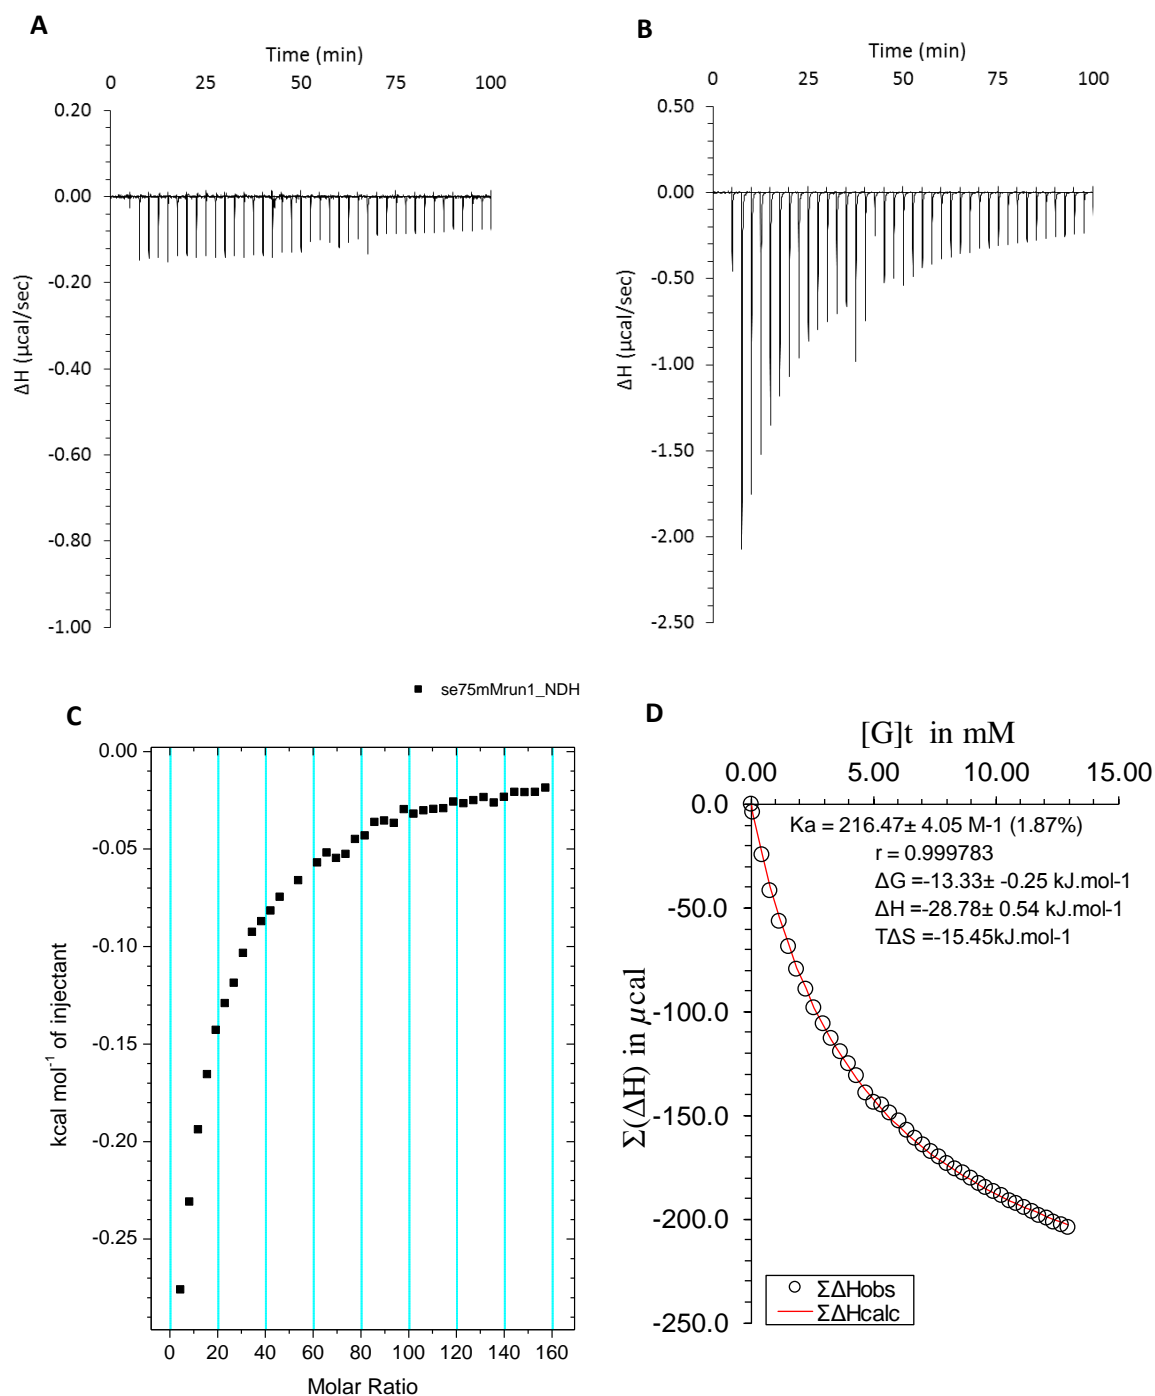 A
Time (min)
0 25 50 75 100
0.20
0.00
-0.20
-0.40
-0.60
-0.80
-1.00
ΔH (µcal/sec)
B
Time (min)
0 25 50 75 100
0.50
0.00
-0.50
-1.00
-1.50
-2.00
-2.50
ΔH (µcal/sec)
se75mMrun1_NDH
C
0.00
-0.05
-0.10
-0.15
-0.20
-0.25
kcal mol⁻¹ of injectant
0 20 40 60 80 100 120 140 160
Molar Ratio
D
[G]t in mM
0.00 5.00 10.00 15.00
0.0
-50.0
-100.0
-150.0
-200.0
-250.0
Σ(ΔH) in µcal
Ka = 216.47± 4.05 M-1 (1.87%)
r = 0.999783
ΔG =-13.33± -0.25 kJ.mol-1
ΔH =-28.78± 0.54 kJ.mol-1
TΔS =-15.45kJ.mol-1
ΣΔHobs
ΣΔHcalc